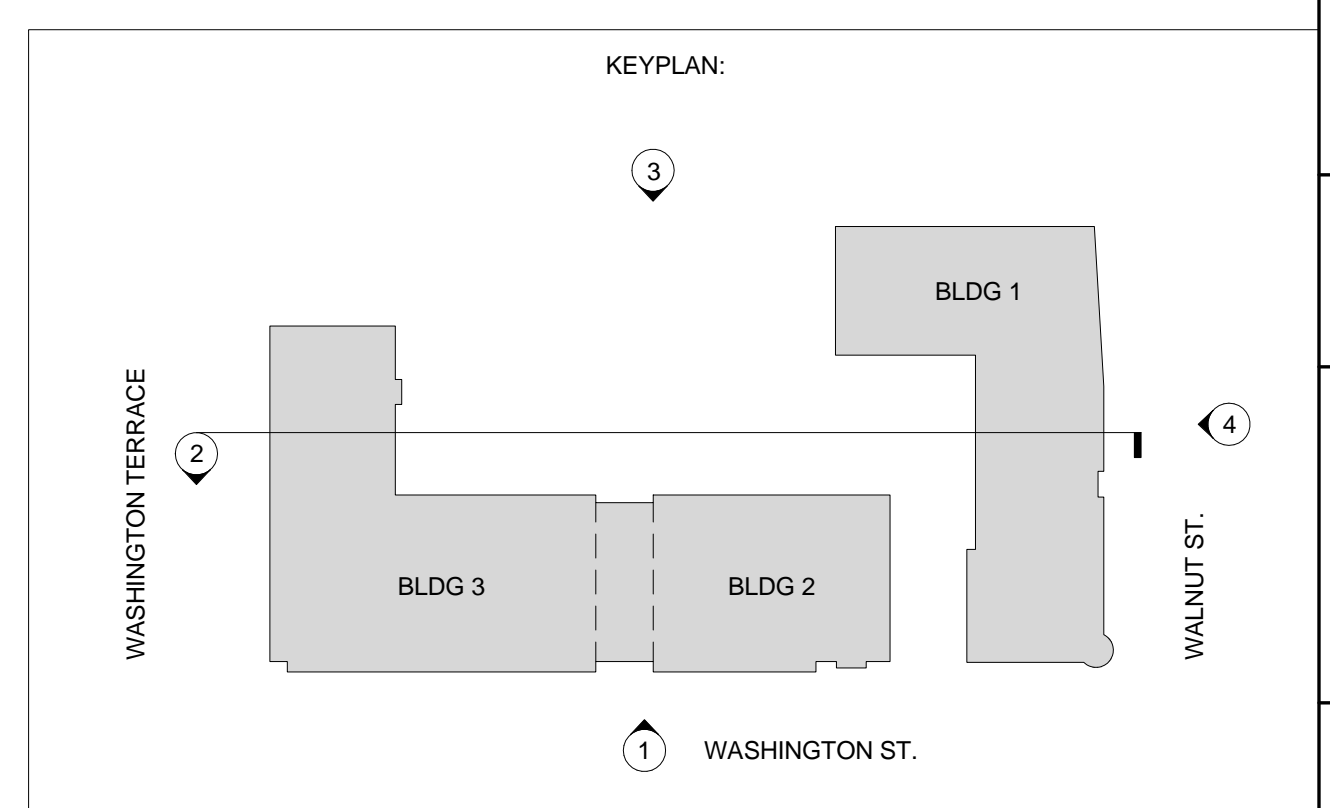 KEYPLAN:
3
BLDG 1
WASHINGTON TERRACE
2
4
WALNUT ST.
BLDG 3
BLDG 2
1
WASHINGTON ST.